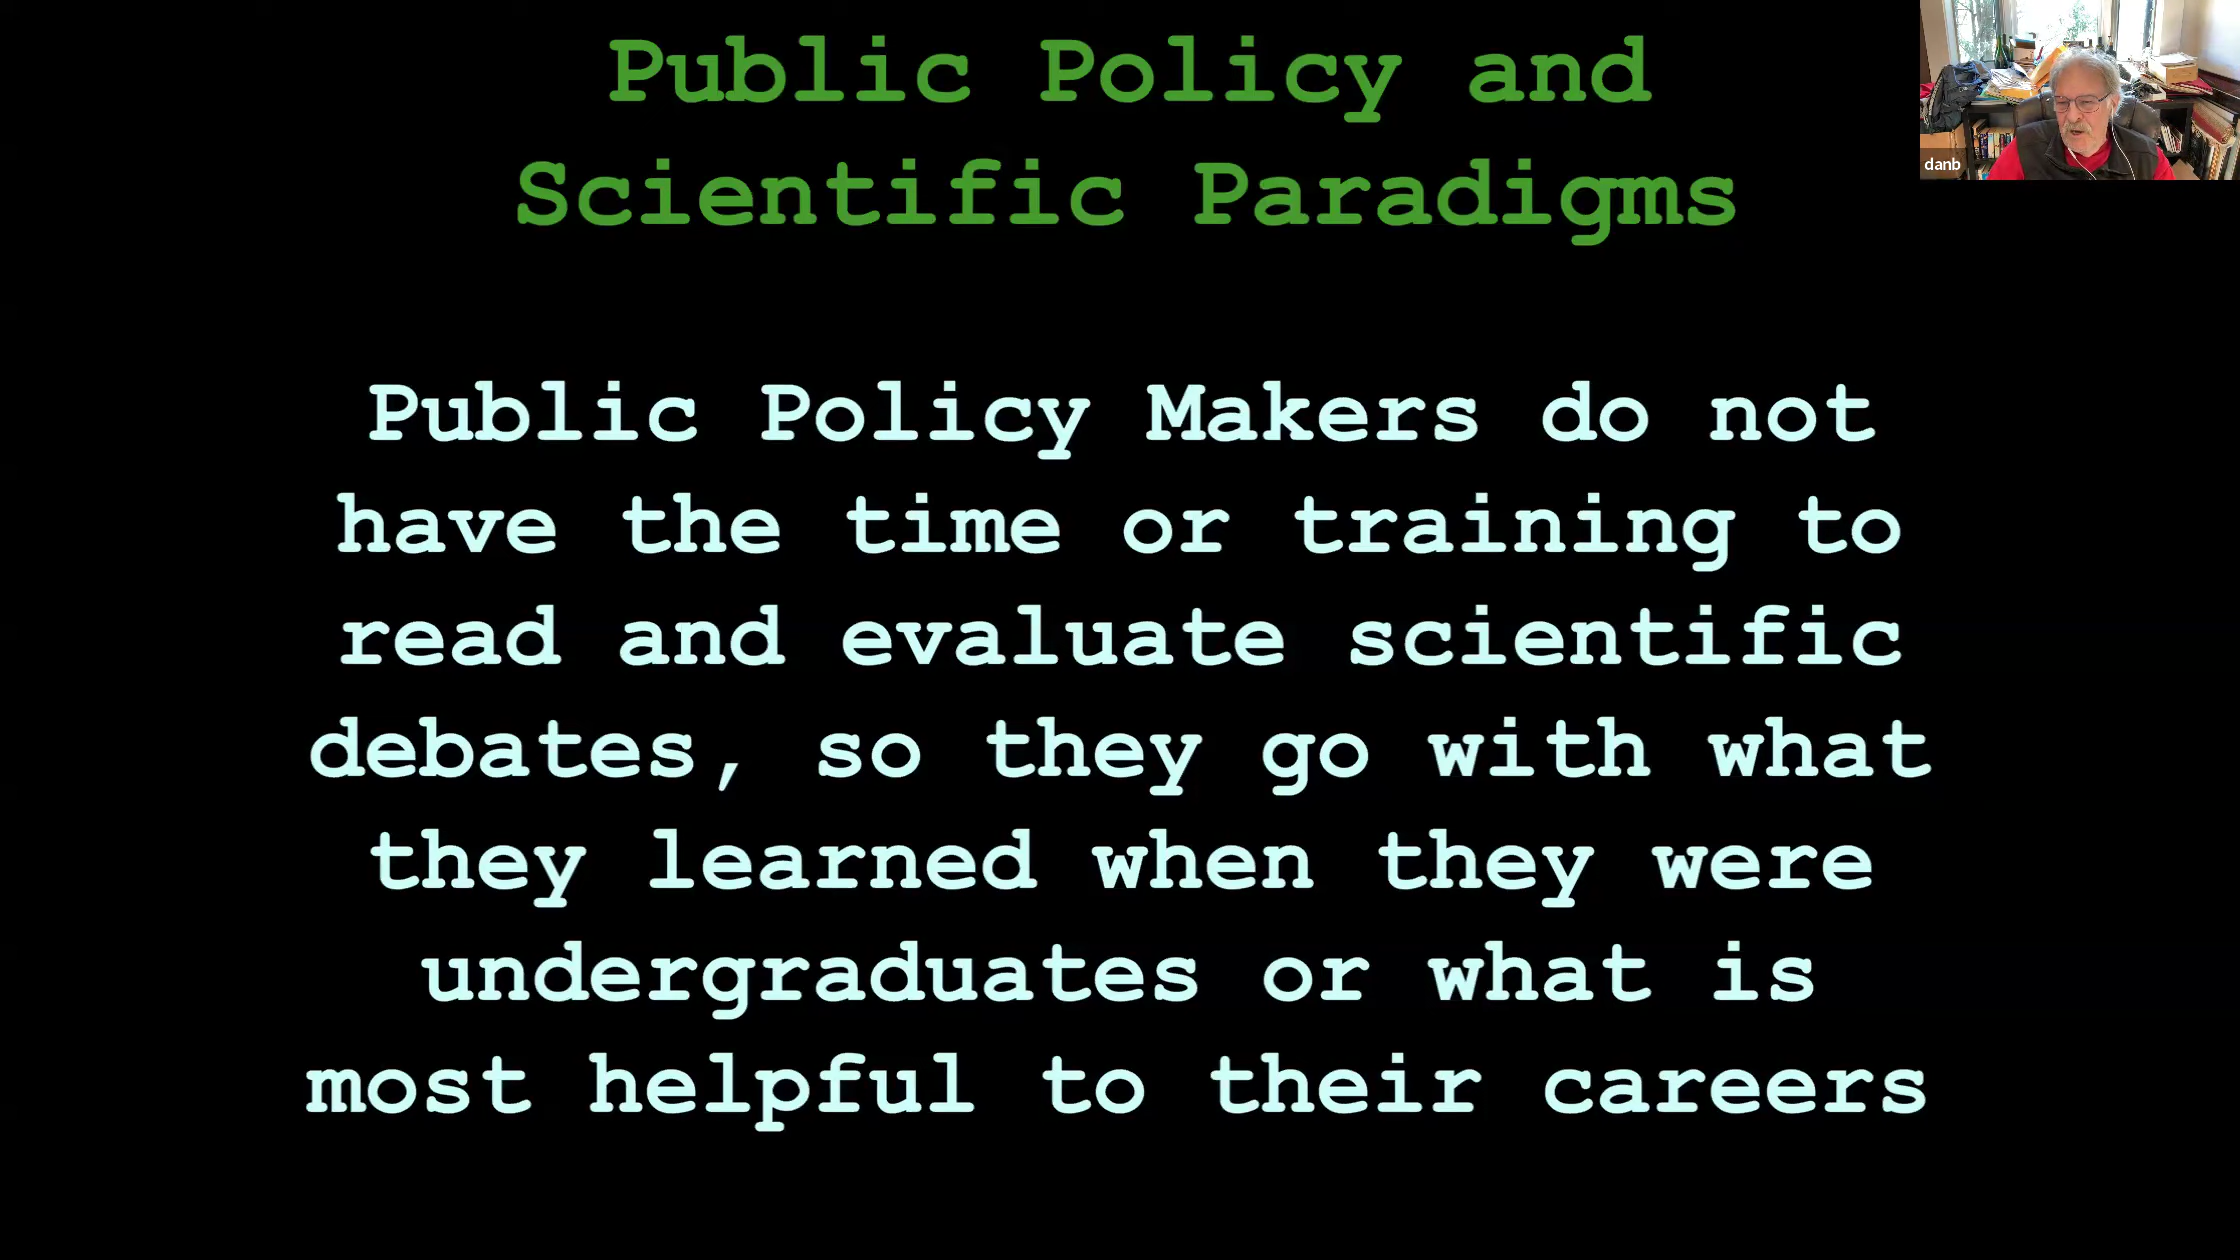 Public Policy and
Scientific Paradigms
danb
Public Policy Makers do not
have the time or training to
read and evaluate scientific
debates, so they go with what
they learned when they were
undergraduates or what is
most helpful to their careers